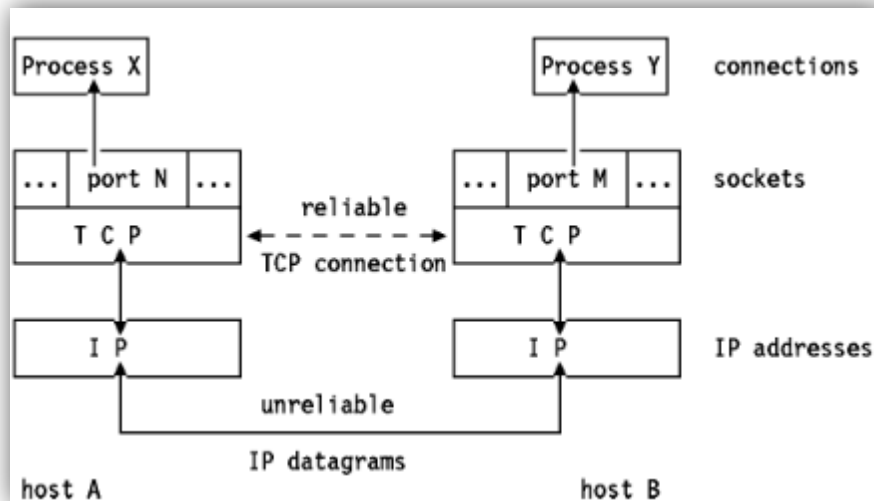 Process X
Process Y
connections
... port N ...
... port M ...
sockets
reliable
T C P
T C P
TCP connection
I P
I P
IP addresses
unreliable
IP datagrams
host A
host B